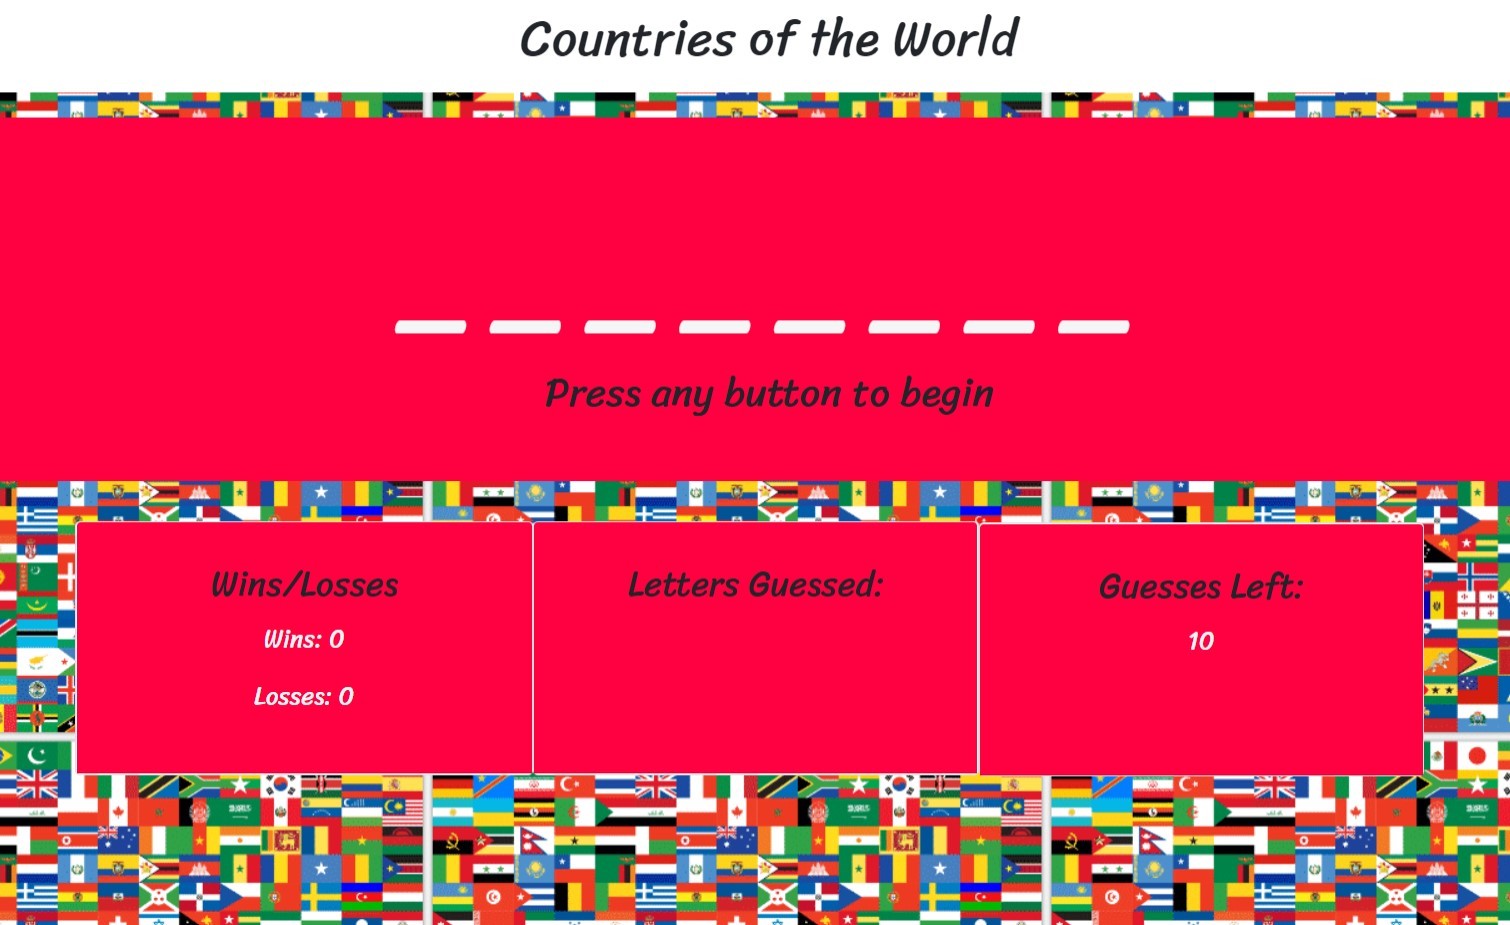 Countries of the World
_ _ _ _ _ _ _ _
Press any button to begin
Wins/Losses
Wins: 0
Losses: 0
Letters Guessed:
Guesses Left:
10